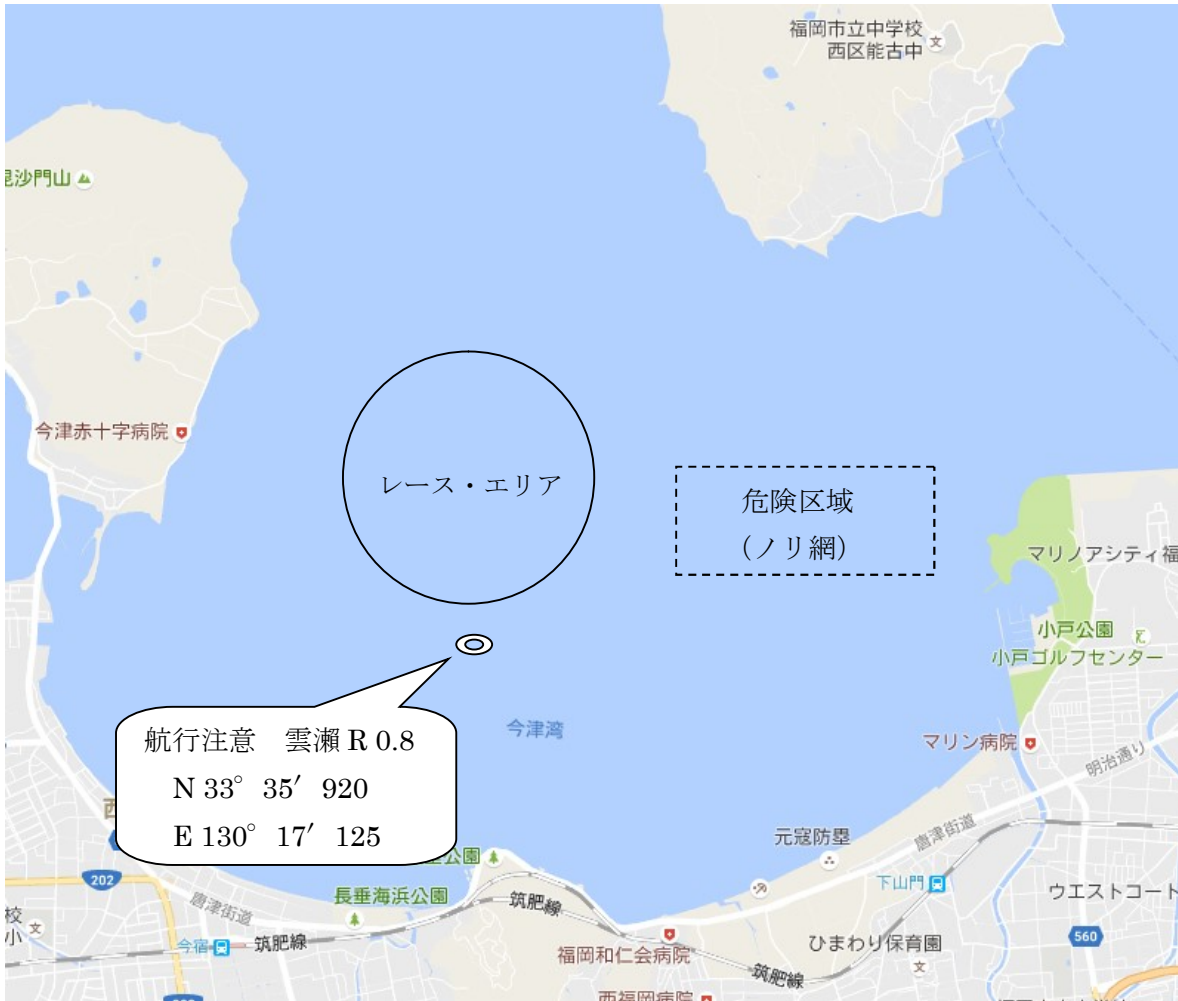 福岡市立中学校
西区能古中
毘沙門山
今津赤十字病院
レース・エリア
危険区域
(ノリ網)
マリノアシティ福
小戸公園
小戸ゴルフセンター
今津湾
マリン病院
明治通り
航行注意 雲瀬 R 0.8
N 33° 35′ 920
E 130° 17′ 125
西
元寇防塁
唐津街道
公園
202
長垂海浜公園
下山門
ウエストコート
唐津街道
筑肥線
校
小
今宿
筑肥線
福岡和仁会病院
ひまわり保育園
560
筑肥線
西福岡病院